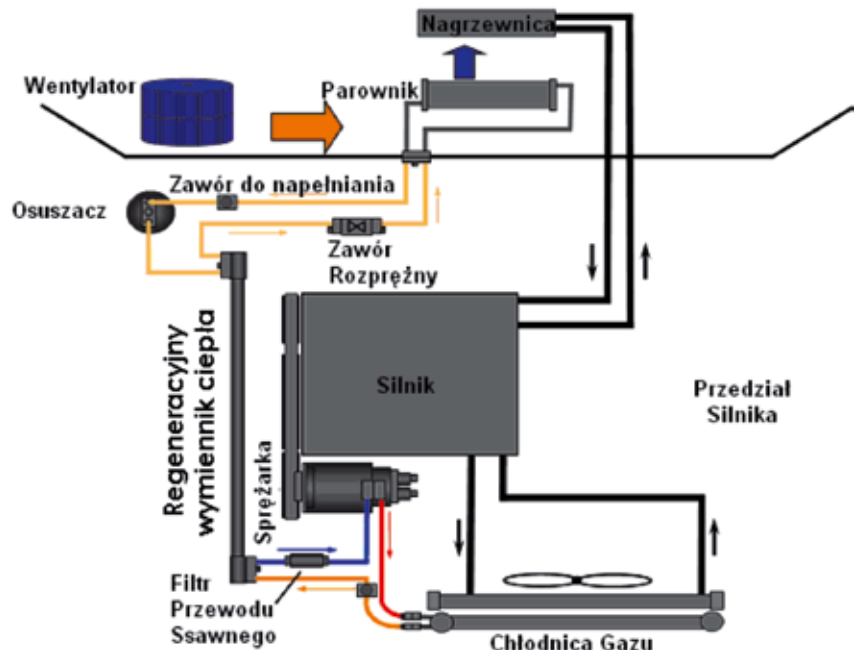 Nagrzewnica
Wentylator
Parownik
Zawór do napełniania
Osuszacz
Zawór
Rozprężny
Regeneracyjny
wymiennik ciepła
Silnik
Przedział
Silnika
Sprężarka
Filtr
Przewodu
Ssawnego
Chłodnica Gazu